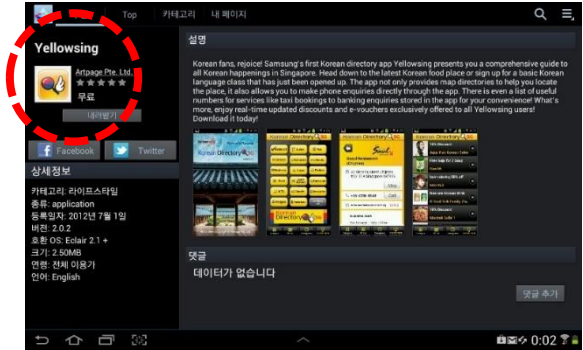 Top 카테고리 내 페이지
Yellowsing
Artpage Pte. Ltd.
무료
내려받기
Facebook Twitter
상세정보
카테고리: 라이프스타일
종류: application
등록일자: 2012년 7월 1일
버전: 2.0.2
호환 OS: Eclair 2.1 +
크기: 2.50MB
연령: 전체 이용가
언어: English
설명
Korean fans, rejoice! Samsung's first Korean directory app Yellowsing presents you a comprehensive guide to
all Korean happenings in Singapore. Head down to the latest Korean food place or sign up for a basic Korean
language class that has just been opened up. The app not only provides map directories to help you locate
the place, it also allows you to make phone enquiries directly through the app. There is even a list of useful
numbers for services like taxi bookings to banking enquiries stored in the app for your convenience! What's
more, enjoy real-time updated discounts and e-vouchers exclusively offered to all Yellowsing users!
Download it today!
Korean Directory
Korean Directory
Korean Directory
Korean Directory
댓글
데이터가 없습니다
댓글 추가
0:02